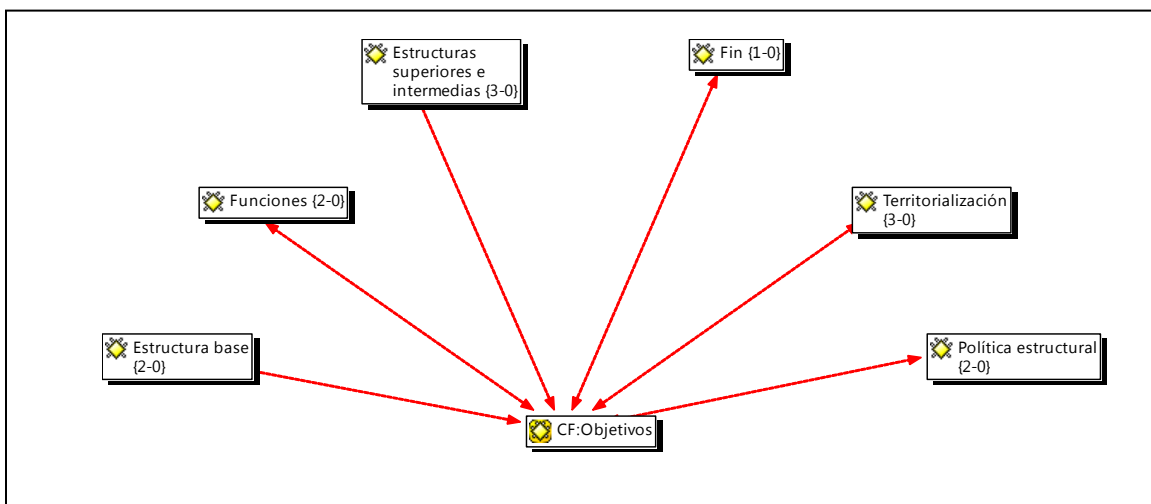 Estructuras
superiores e
intermedias {3-0}
Fin {1-0}
Funciones {2-0}
Territorialización
{3-0}
Estructura base
{2-0}
Política estructural
{2-0}
CF:Objetivos